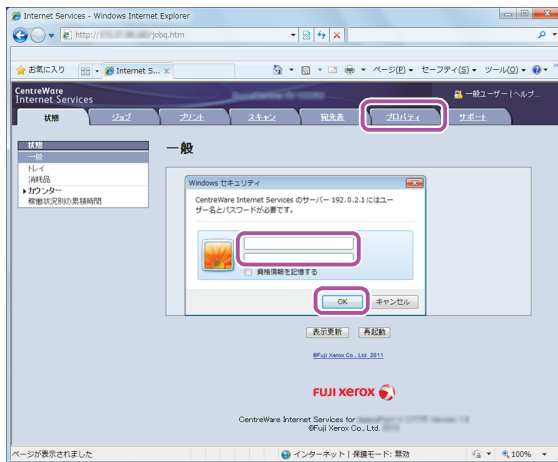 Internet Services - Windows Internet Explorer
http:// /jobq.htm
お気に入り
Internet S...
ページ(P)
セーフティ(S)
ツール(O)
CentreWare
Internet Services
一般ユーザー | ヘルプ...
状態
ジョブ
プリント
スキャン
宛先表
プロパティ
サポート
状態
一般
トレイ
消耗品
カウンター
稼働状況別の累積時間
一般
Windows セキュリティ
CentreWare Internet Services のサーバー 192.0.2.1 にはユー
ザー名とパスワードが必要です。
資格情報を記憶する
OK
キャンセル
表示更新
再起動
©Fuji Xerox Co., Ltd. 2011
FUJI xerox
CentreWare Internet Services for
©Fuji Xerox Co., Ltd.
ページが表示されました
インターネット | 保護モード: 無効
100%